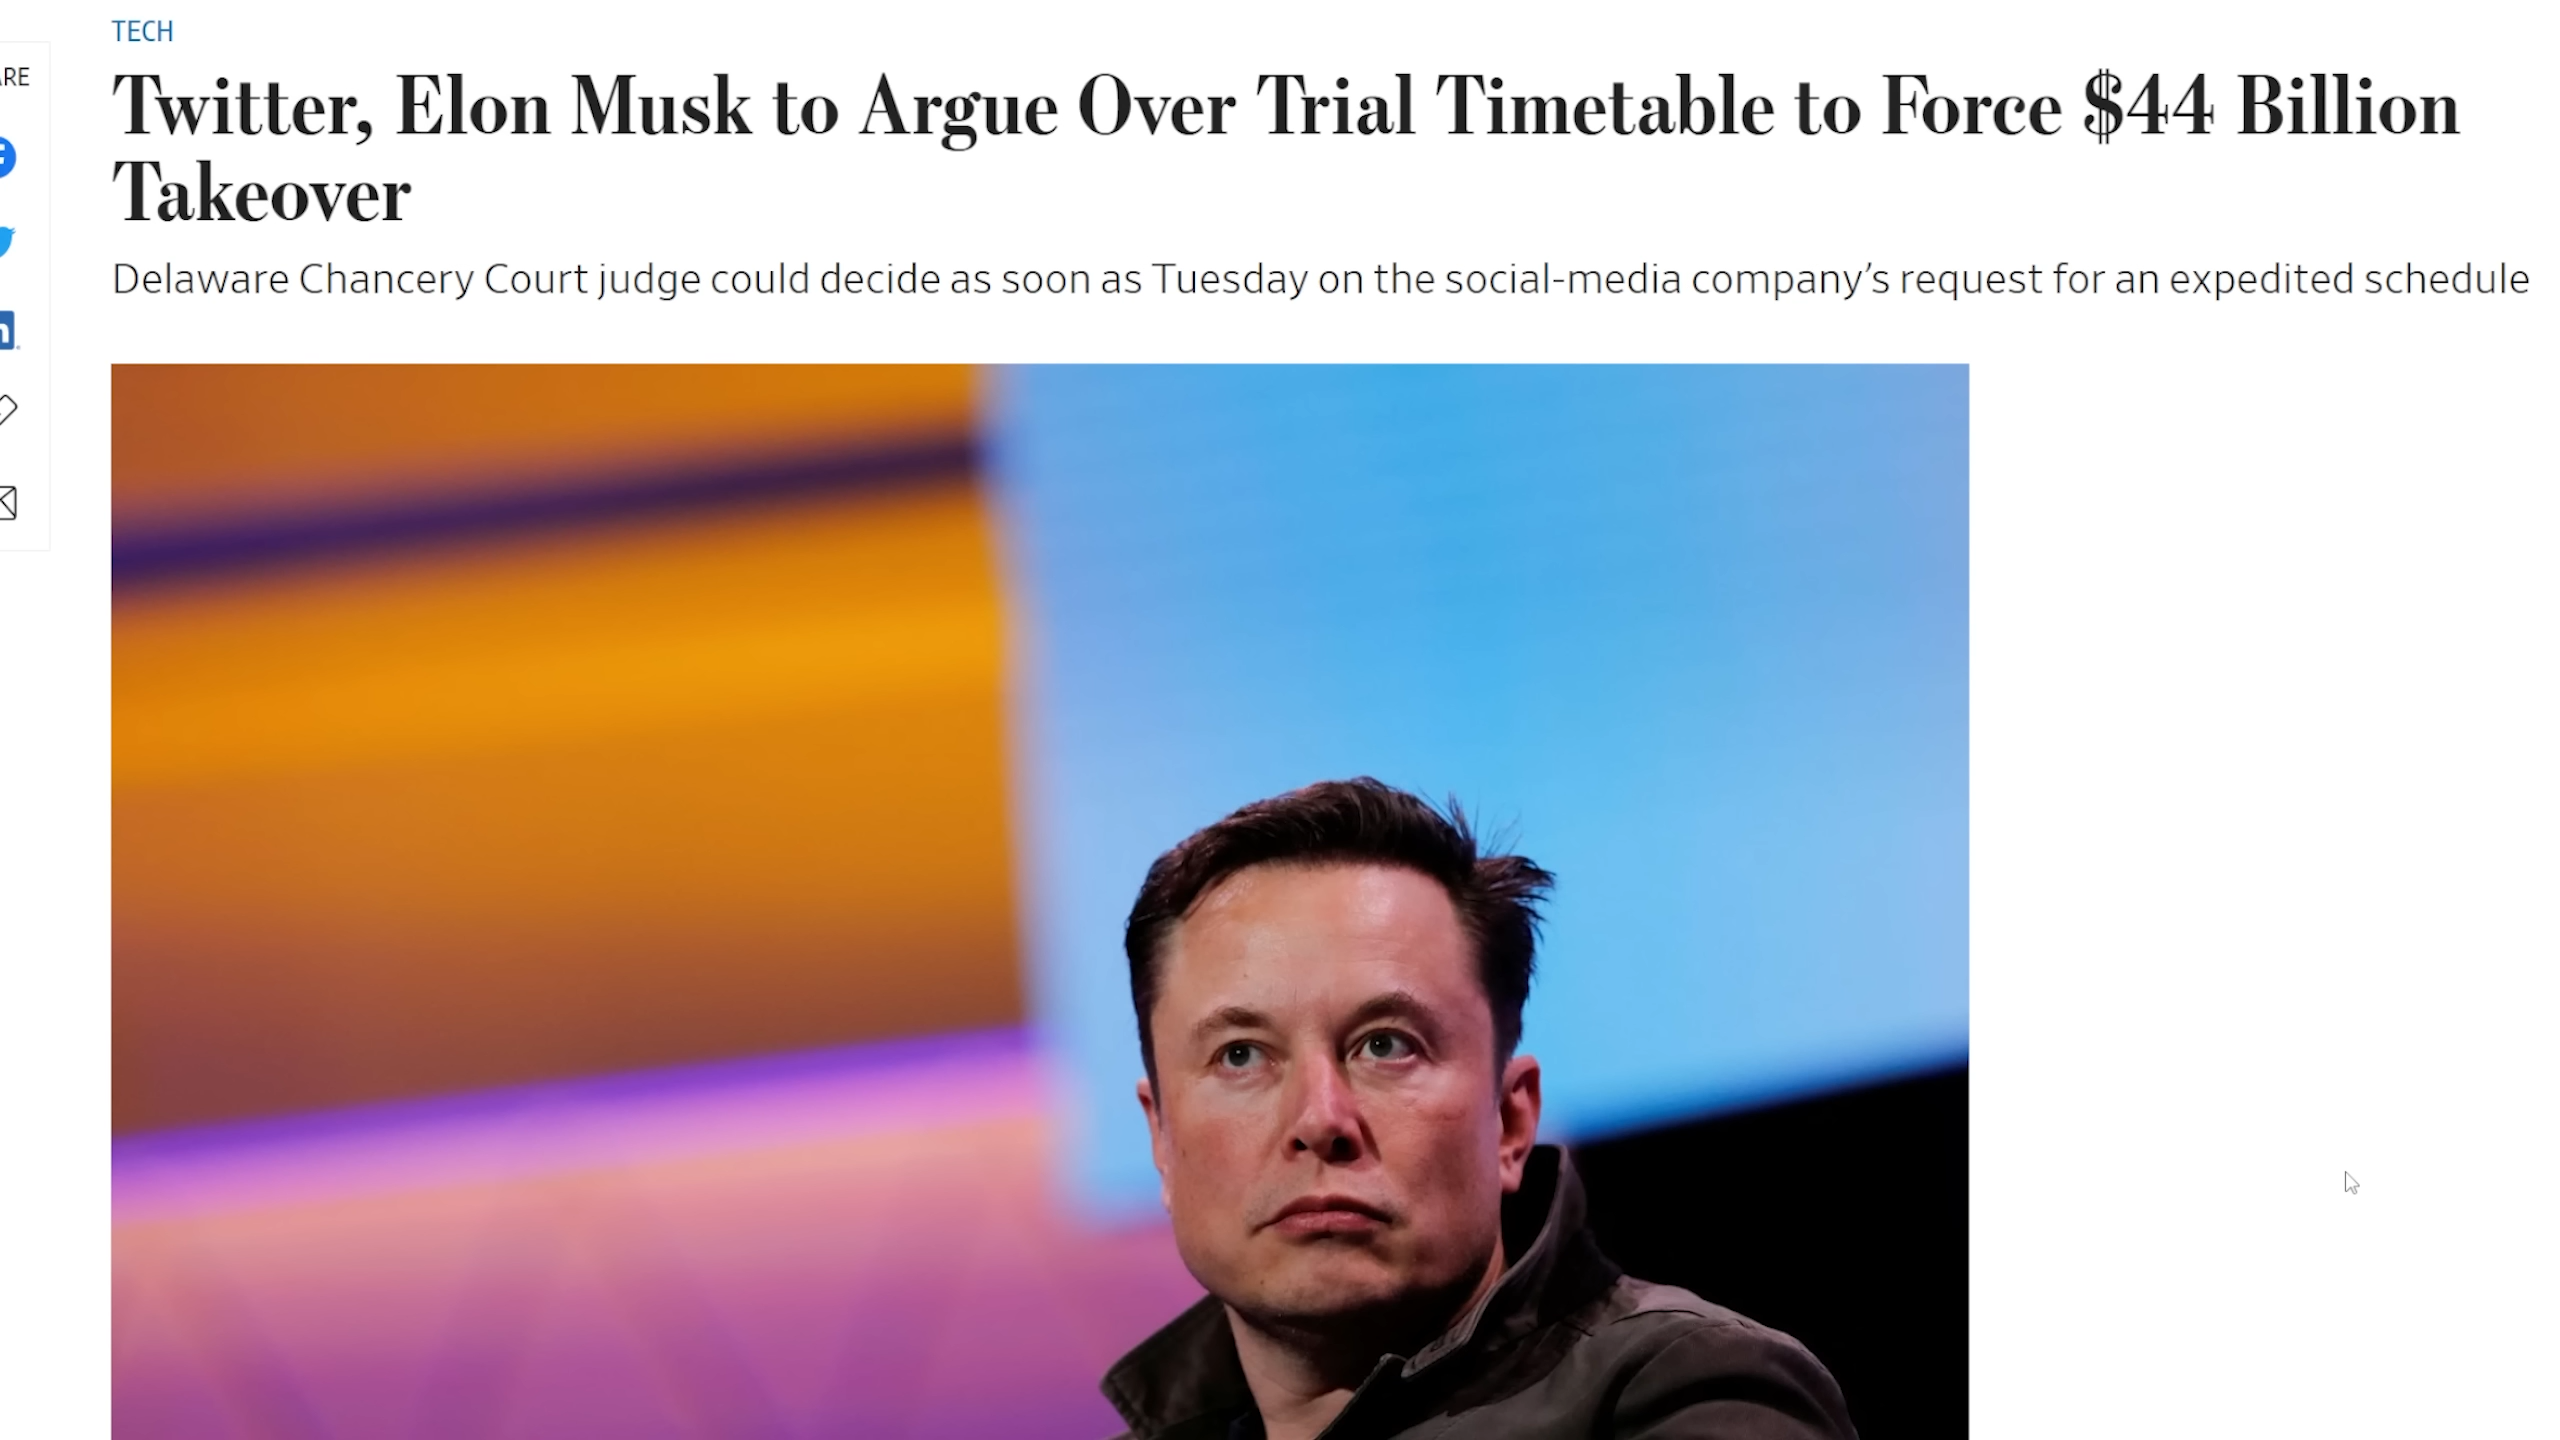 TECH
ARE
Twitter, Elon Musk to Argue Over Trial Timetable to Force $44 Billion
Takeover
Delaware Chancery Court judge could decide as soon as Tuesday on the social-media company’s request for an expedited schedule